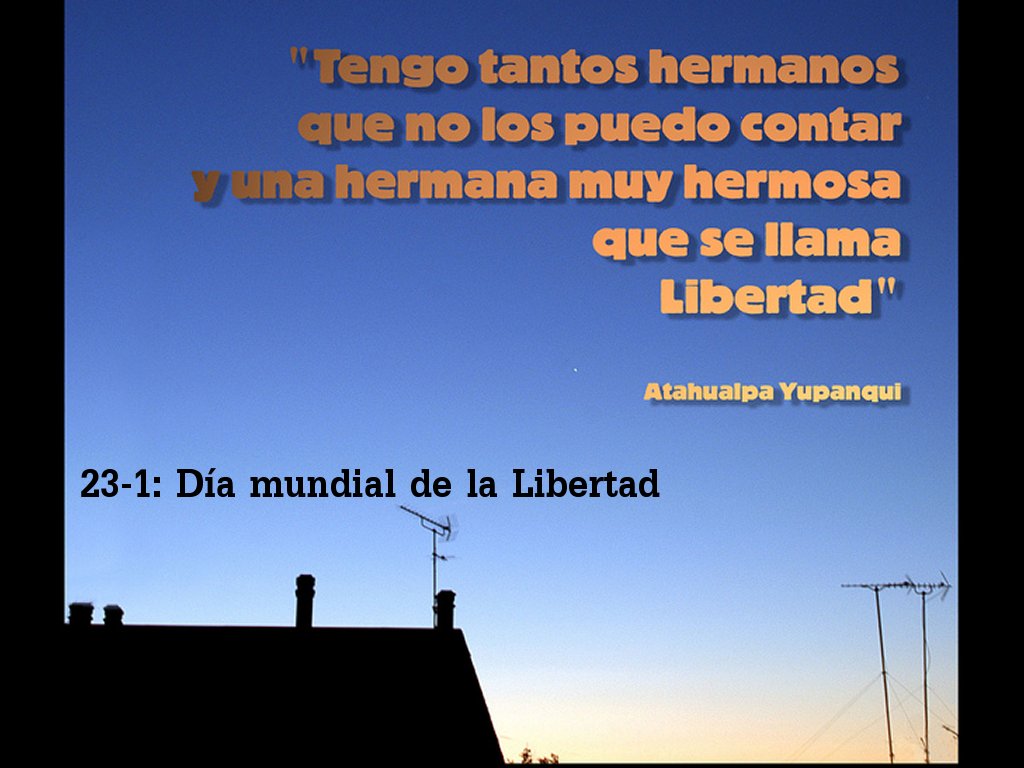 "Tengo tantos hermanos
que no los puedo contar
y una hermana muy hermosa
que se llama
Libertad"
Atahualpa Yupanqui
23-1: Día mundial de la Libertad